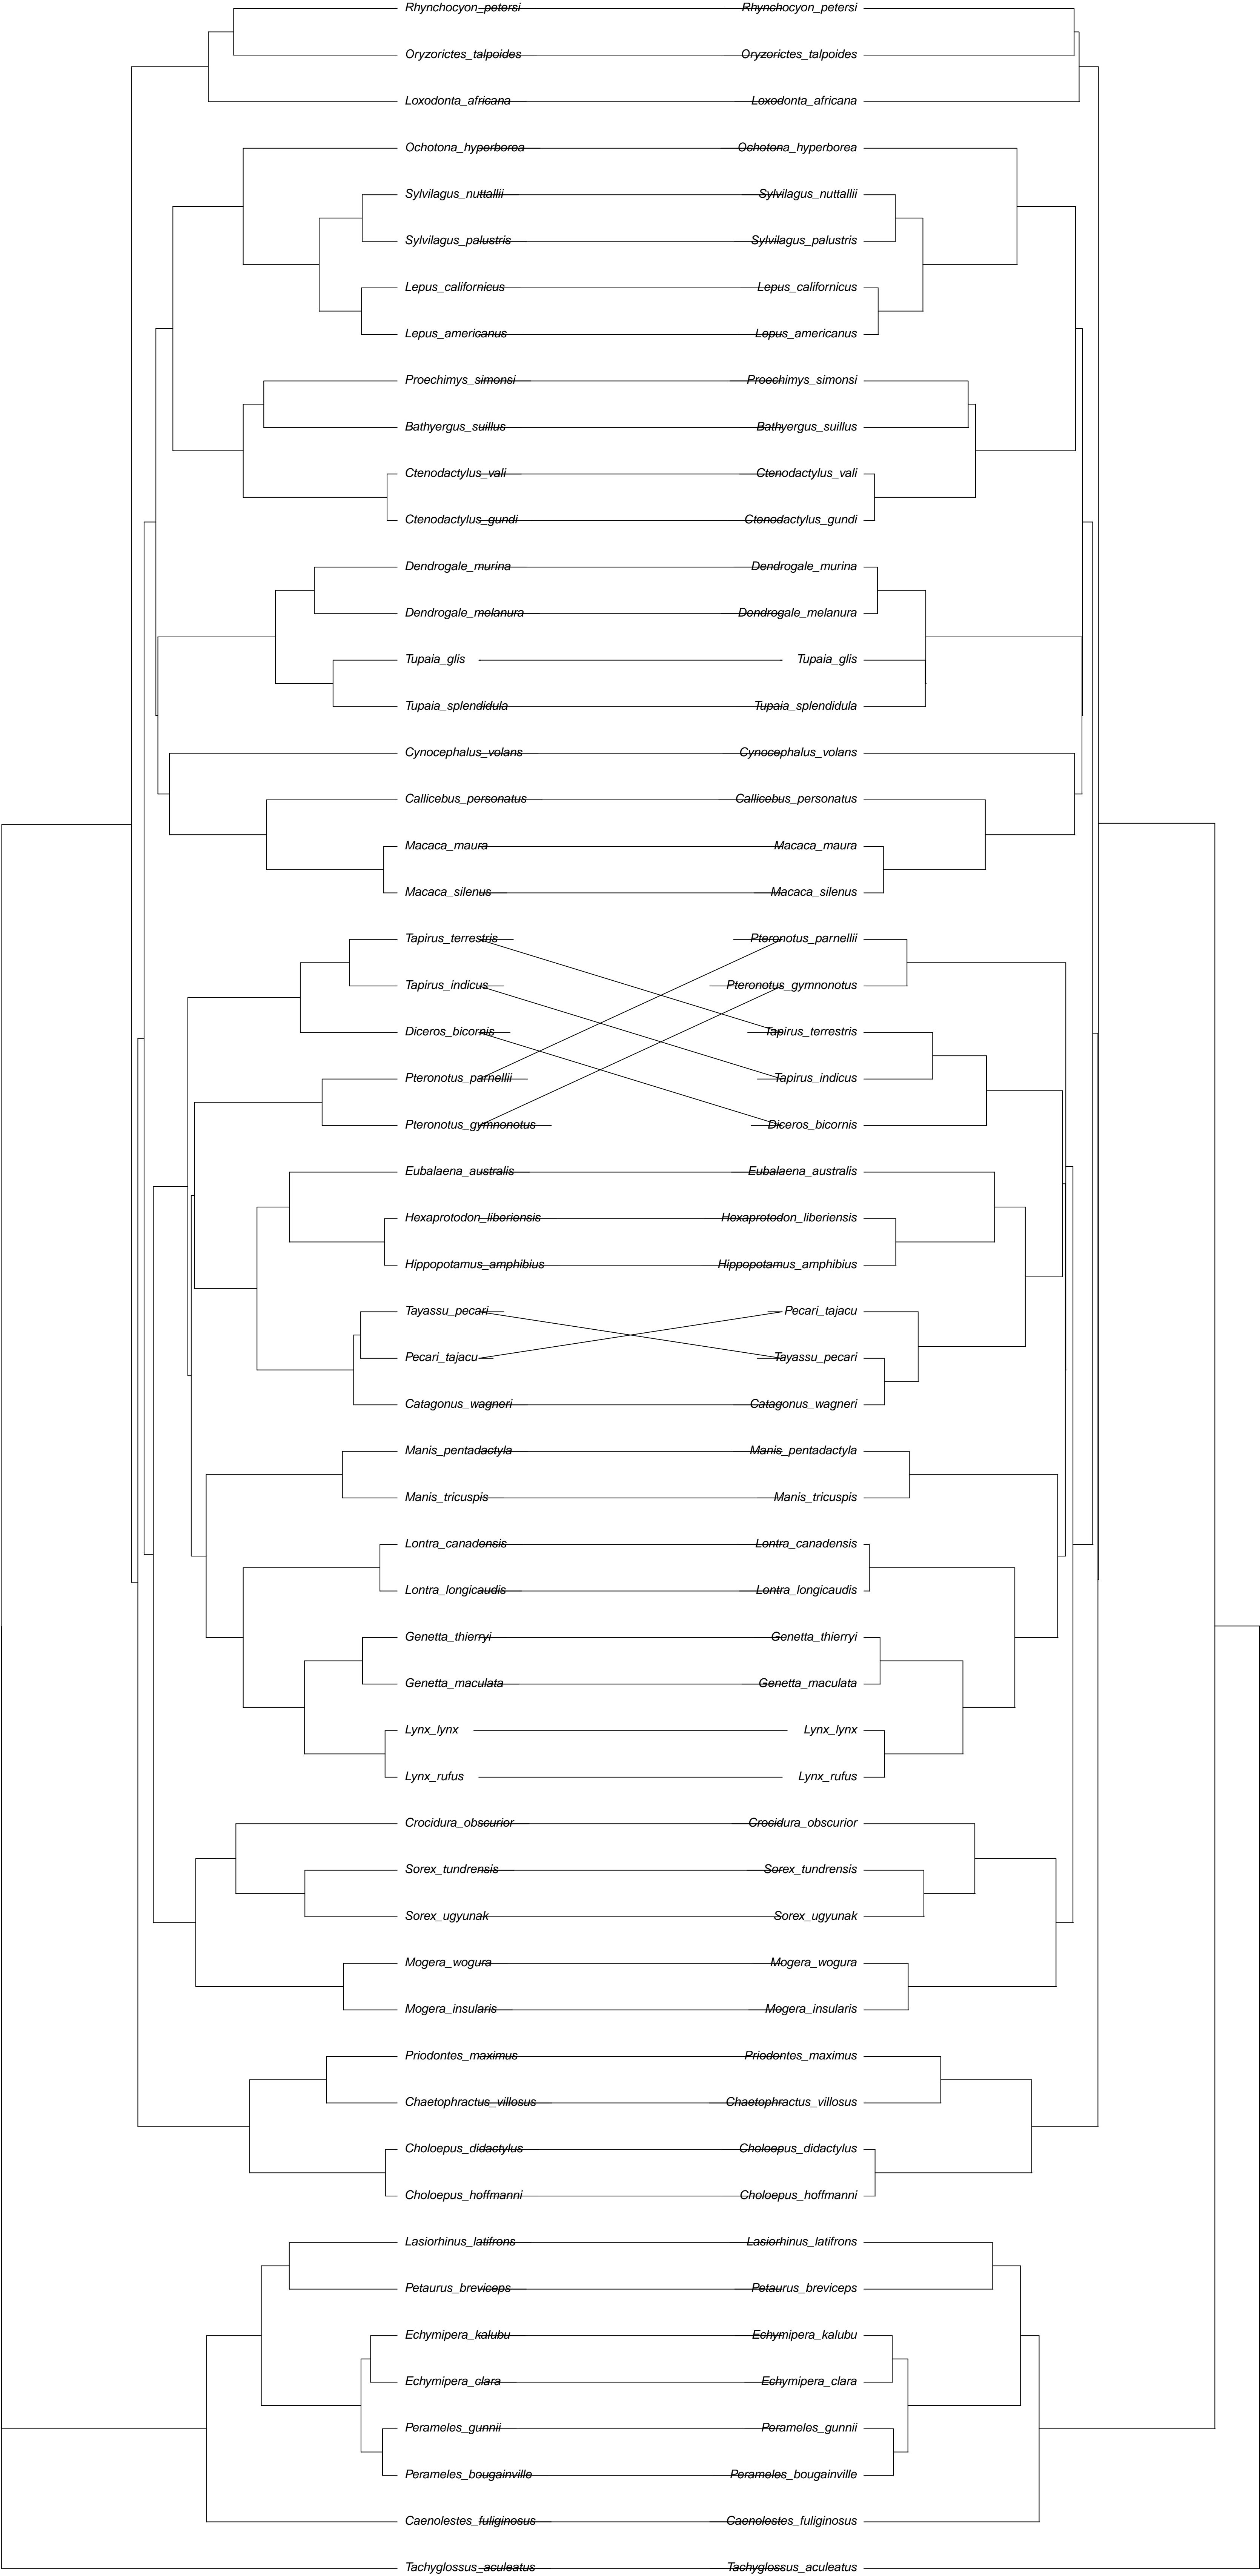 Rhynchocyon_petersi Rhynchocyon_petersi
Oryzorictes_talpoides Oryzorictes_talpoides
Loxodonta_africana Loxodonta_africana
Ochotona_hyperborea Ochotona_hyperborea
Sylvilagus_nuttallii Sylvilagus_nuttallii
Sylvilagus_palustris Sylvilagus_palustris
Lepus_californicus Lepus_californicus
Lepus_americanus Lepus_americanus
Proechimys_simonsi Proechimys_simonsi
Bathyergus_suillus Bathyergus_suillus
Ctenodactylus_vali Ctenodactylus_vali
Ctenodactylus_gundi Ctenodactylus_gundi
Dendrogale_murina Dendrogale_murina
Dendrogale_melanura Dendrogale_melanura
Tupaia_glis Tupaia_glis
Tupaia_splendidula Tupaia_splendidula
Cynocephalus_volans Cynocephalus_volans
Callicebus_personatus Callicebus_personatus
Macaca_maura Macaca_maura
Macaca_silenus Macaca_silenus
Tapirus_terrestris Pteronotus_parnellii
Tapirus_indicus Pteronotus_gymnonotus
Diceros_bicornis Tapirus_terrestris
Pteronotus_parnellii Tapirus_indicus
Pteronotus_gymnonotus Diceros_bicornis
Eubalaena_australis Eubalaena_australis
Hexaprotodon_liberiensis Hexaprotodon_liberiensis
Hippopotamus_amphibius Hippopotamus_amphibius
Tayassu_pecari Pecari_tajacu
Pecari_tajacu Tayassu_pecari
Catagonus_wagneri Catagonus_wagneri
Manis_pentadactyla Manis_pentadactyla
Manis_tricuspis Manis_tricuspis
Lontra_canadensis Lontra_canadensis
Lontra_longicaudis Lontra_longicaudis
Genetta_thierryi Genetta_thierryi
Genetta_maculata Genetta_maculata
Lynx_lynx Lynx_lynx
Lynx_rufus Lynx_rufus
Crocidura_obscurior Crocidura_obscurior
Sorex_tundrensis Sorex_tundrensis
Sorex_ugyunak Sorex_ugyunak
Mogera_wogura Mogera_wogura
Mogera_insularis Mogera_insularis
Priodontes_maximus Priodontes_maximus
Chaetophractus_villosus Chaetophractus_villosus
Choloepus_didactylus Choloepus_didactylus
Choloepus_hoffmanni Choloepus_hoffmanni
Lasiorhinus_latifrons Lasiorhinus_latifrons
Petaurus_breviceps Petaurus_breviceps
Echymipera_kalubu Echymipera_kalubu
Echymipera_clara Echymipera_clara
Perameles_gunnii Perameles_gunnii
Perameles_bougainville Perameles_bougainville
Caenolestes_fuliginosus Caenolestes_fuliginosus
Tachyglossus_aculeatus Tachyglossus_aculeatus